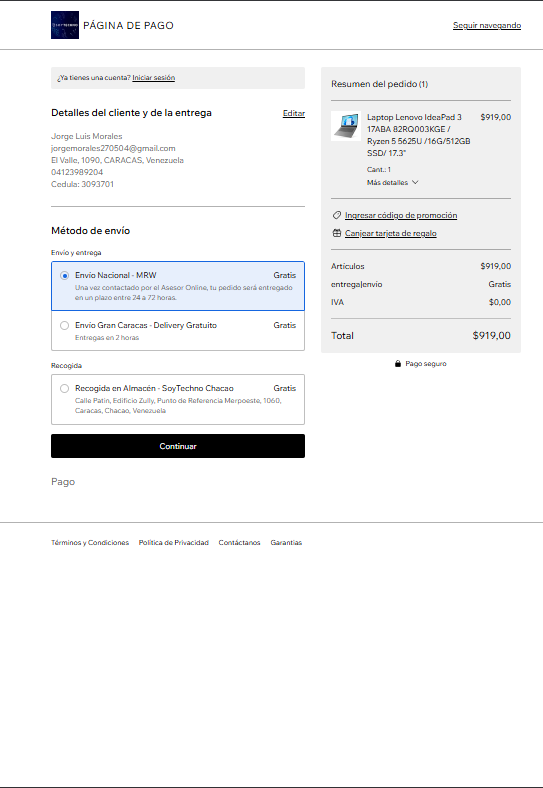 PÁGINA DE PAGO
Seguir navegando
¿Ya tienes una cuenta? Iniciar sesión
Detalles del cliente y de la entrega
Editar
Jorge Luis Morales
jorgemorales270504@gmail.com
El Valle, 1090, CARACAS, Venezuela
04123989204
Cedula: 3093701
Método de envío
Envío y entrega
Envío Nacional - MRW
Gratis
Una vez contactado por el Asesor Online, tu pedido será entregado
en un plazo entre 24 a 72 horas.
Envío Gran Caracas - Delivery Gratuito
Gratis
Entregas en 2 horas
Recogida
Recogida en Almacén - SoyTechno Chacao
Gratis
Calle Patin, Edificio Zully, Punto de Referencia Merpoeste, 1060,
Caracas, Chacao, Venezuela
Continuar
Pago
Resumen del pedido (1)
Laptop Lenovo IdeaPad 3
$919,00
17ABA 82RQ003KGE /
Ryzen 5 5625U /16G/512GB
SSD/ 17.3"
Cant.: 1
Más detalles
Ingresar código de promoción
Canjear tarjeta de regalo
Artículos
$919,00
entrega|envío
Gratis
IVA
$0,00
Total
$919,00
Pago seguro
Términos y Condiciones
Política de Privacidad
Contáctanos
Garantías